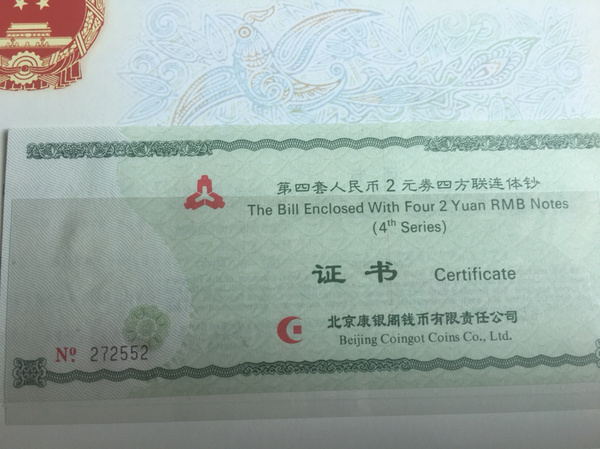 第四套人民币2元券四方联连体钞
The Bill Enclosed With Four 2 Yuan RMB Notes
(4th Series)
证书 Certificate
北京康银阁钱币有限责任公司
Beijing Coingot Coins Co., Ltd.
Nº 272552